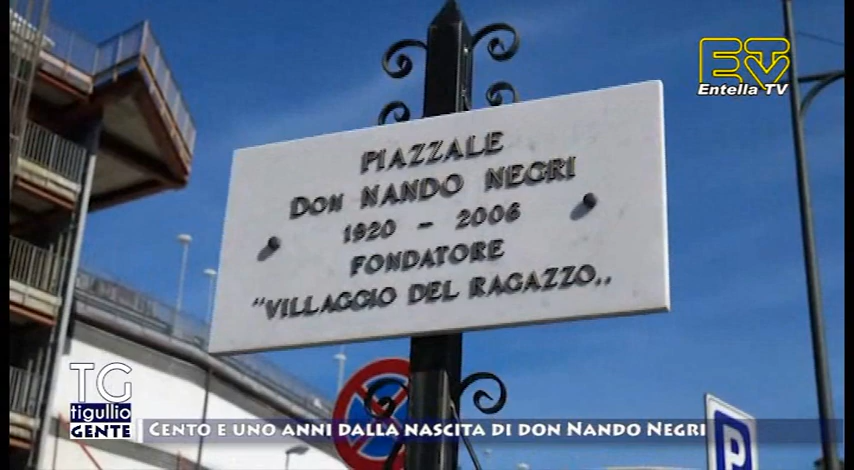 ETV
Entella TV
PIAZZALE
DON NANDO NEGRI
1920 - 2006
FONDATORE
"VILLAGGIO DEL RAGAZZO„
TG
tigullio
GENTE
CENTO E UNO ANNI DALLA NASCITA DI DON NANDO NEGRI
P